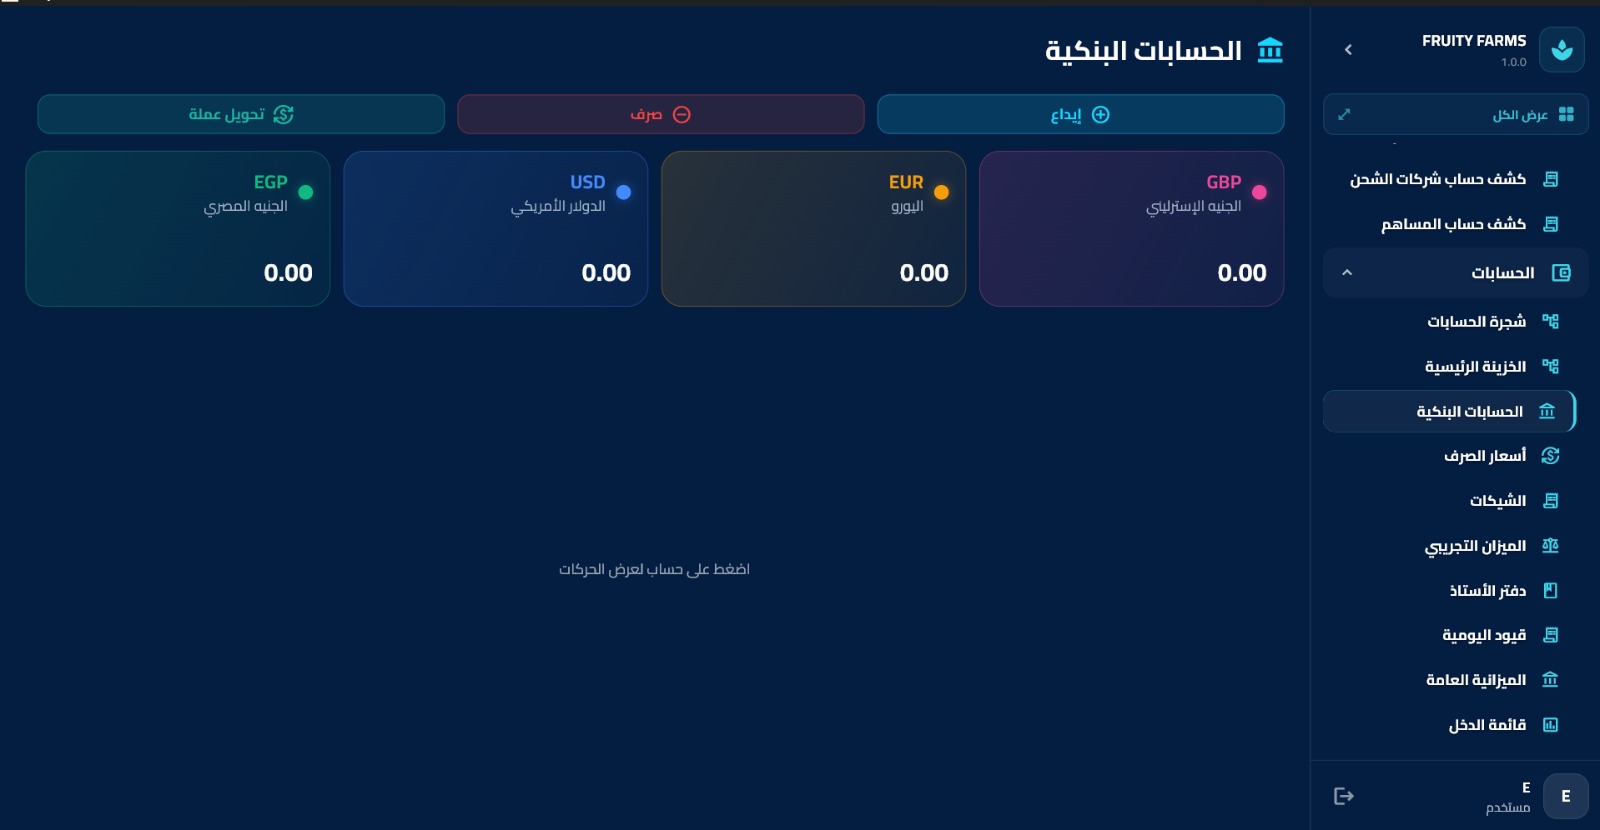 FRUITY FARMS
1.0.0
عرض الكل
كشف حساب شركات الشحن
كشف حساب المساهم
الحسابات
شجرة الحسابات
الخزينة الرئيسية
الحسابات البنكية
أسعار الصرف
الشيكات
الميزان التجريبي
دفتر الأستاذ
قيود اليومية
الميزانية العامة
قائمة الدخل
E
E
مستخدم
الحسابات البنكية
إيداع
صرف
تحويل عملة
GBP
الجنيه الإسترليني
0.00
EUR
اليورو
0.00
USD
الدولار الأمريكي
0.00
EGP
الجنيه المصري
0.00
اضغط على حساب لعرض الحركات